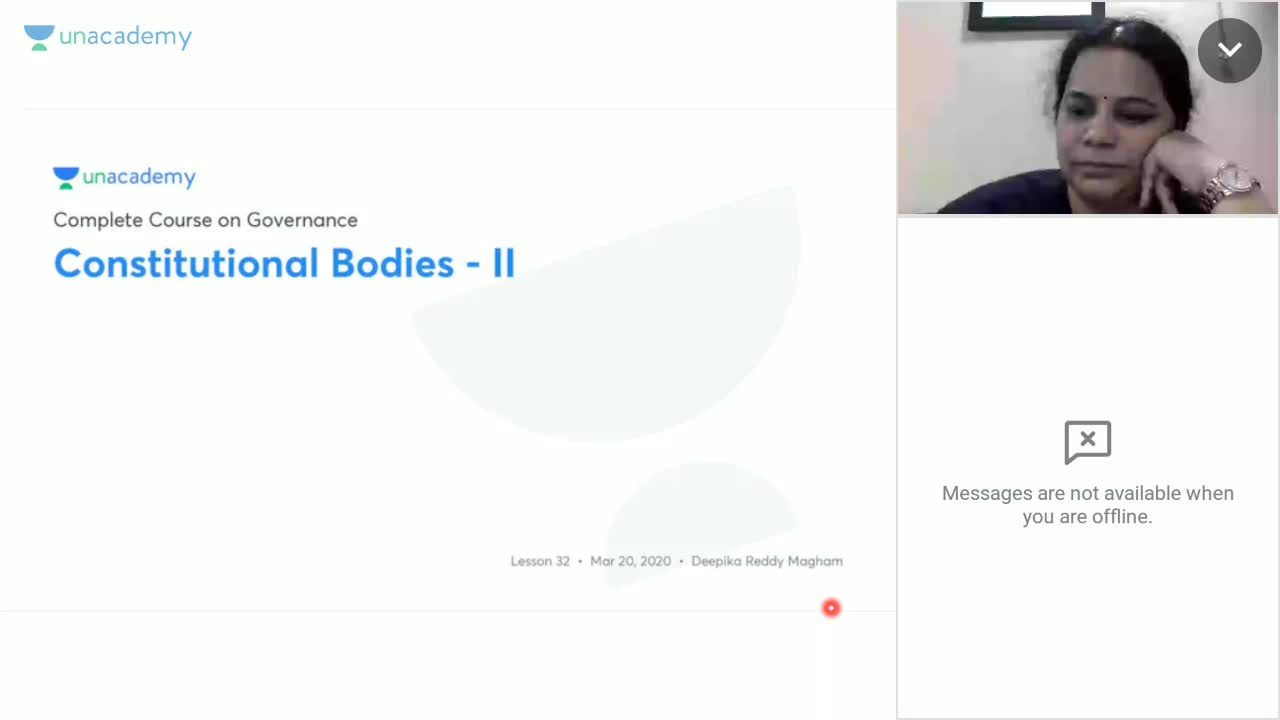 unacademy
unacademy
Complete Course on Governance
Constitutional Bodies - II
Lesson 32 • Mar 20, 2020 • Deepika Reddy Magham
Messages are not available when
you are offline.